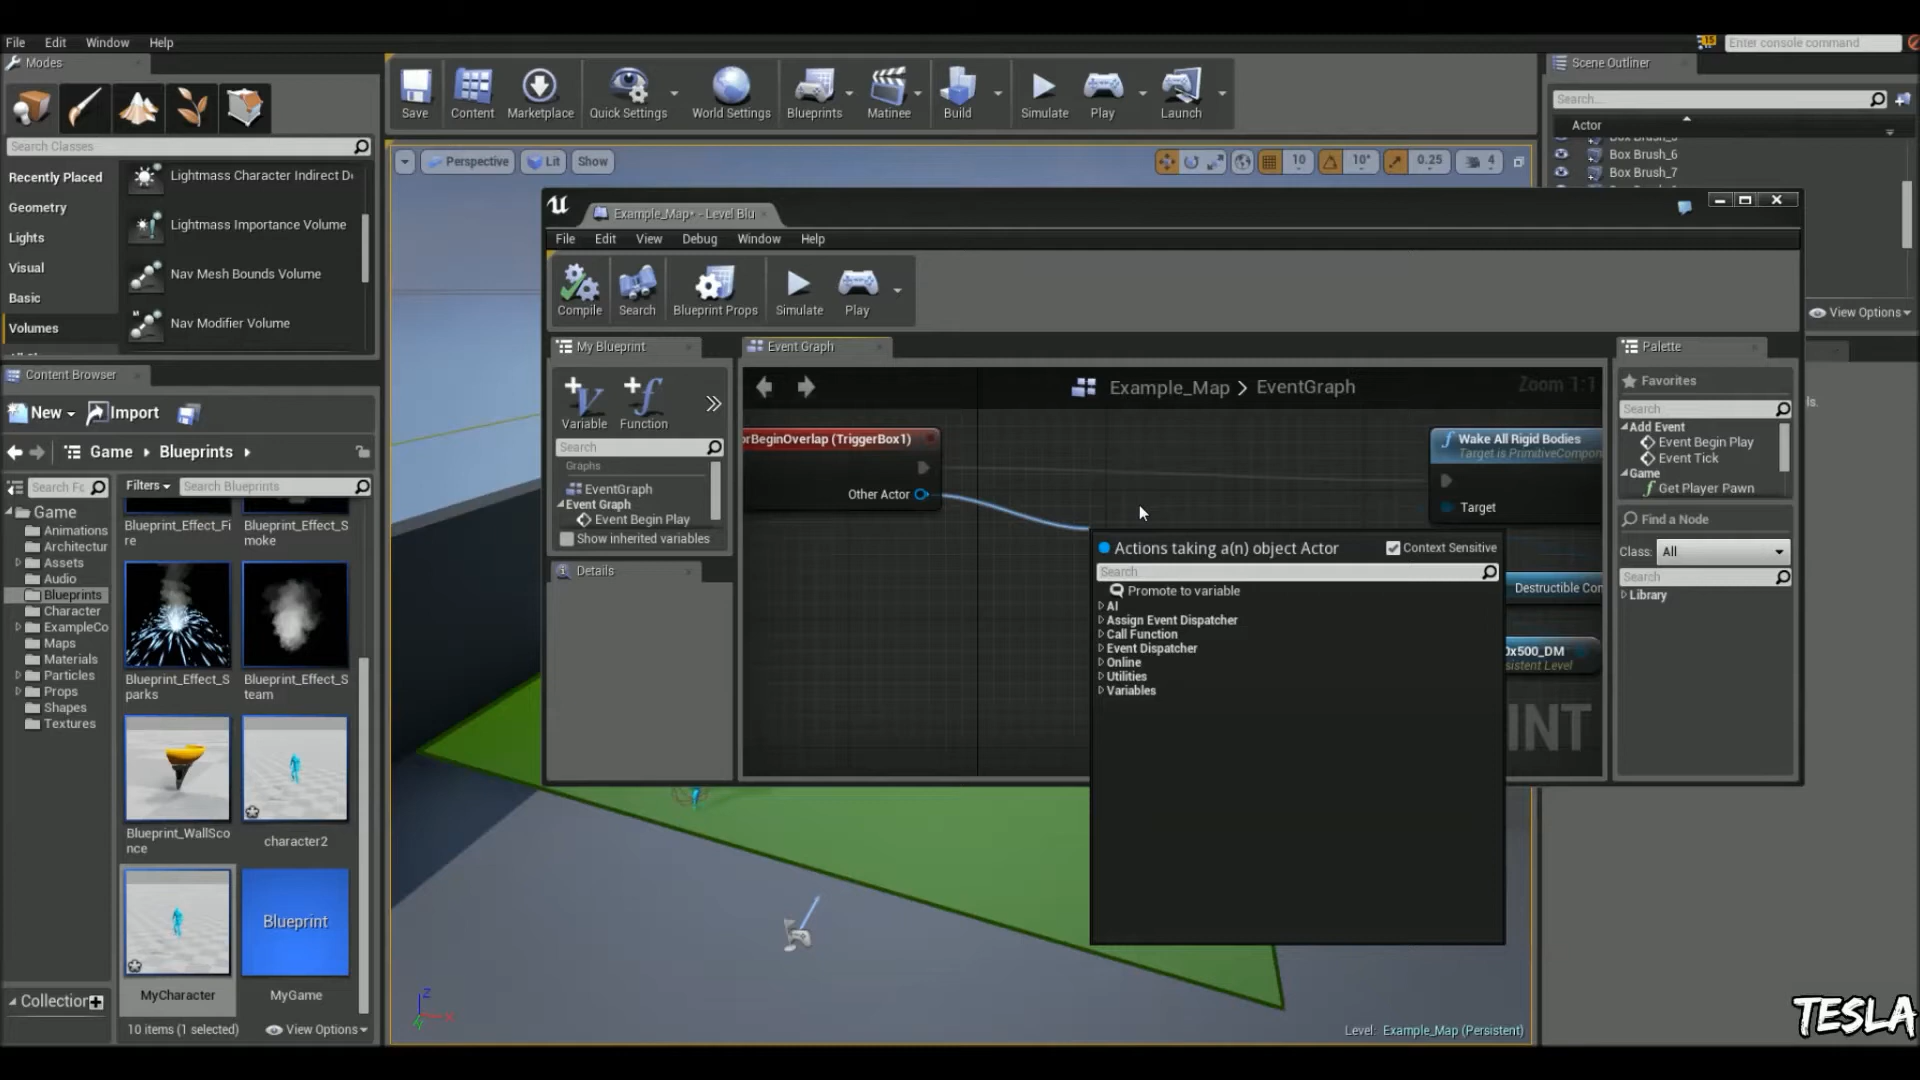 File Edit Window Help
15
Enter console command
Modes
Search Classes
Recently Placed
Geometry
Lights
Visual
Basic
Volumes
Lightmass Character Indirect D
Lightmass Importance Volume
Nav Mesh Bounds Volume
Nav Modifier Volume
Save Content Marketplace Quick Settings World Settings Blueprints Matinee Build Simulate Play Launch
Perspective Lit Show
10 10° 0.25 4
Scene Outliner
Search...
Actor
Box Brush_6
Box Brush_7
View Options
Example_Map* - Level Blu
File Edit View Debug Window Help
Compile Search Blueprint Props Simulate Play
My Blueprint
Variable Function
Search
Graphs
EventGraph
Event Graph
Event Begin Play
Show inherited variables
Details
Event Graph
Example_Map > EventGraph
Zoom 1:1
orBeginOverlap (TriggerBox1)
Other Actor
Wake All Rigid Bodies
Target is PrimitiveCompon
Target
Destructible Con
0x500_DM
sistent Level
INT
Actions taking a(n) object Actor
Context Sensitive
Search
Promote to variable
AI
Assign Event Dispatcher
Call Function
Event Dispatcher
Online
Utilities
Variables
Palette
Favorites
Search
Add Event
Event Begin Play
Event Tick
Game
Get Player Pawn
Find a Node
Class: All
Search
Library
ls.
Content Browser
New Import
Game Blueprints
Search Fo
Filters Search Blueprints
Game
Animations
Architectur
Assets
Audio
Blueprints
Character
ExampleCo
Maps
Materials
Particles
Props
Shapes
Textures
Collection
Blueprint_Effect_Fi
re
Blueprint_Effect_S
moke
Blueprint_Effect_S
parks
Blueprint_Effect_S
team
Blueprint_WallSco
nce
character2
MyCharacter
Blueprint
MyGame
10 items (1 selected)
View Options
Z
X
Y
Level: Example_Map (Persistent)
TESLA